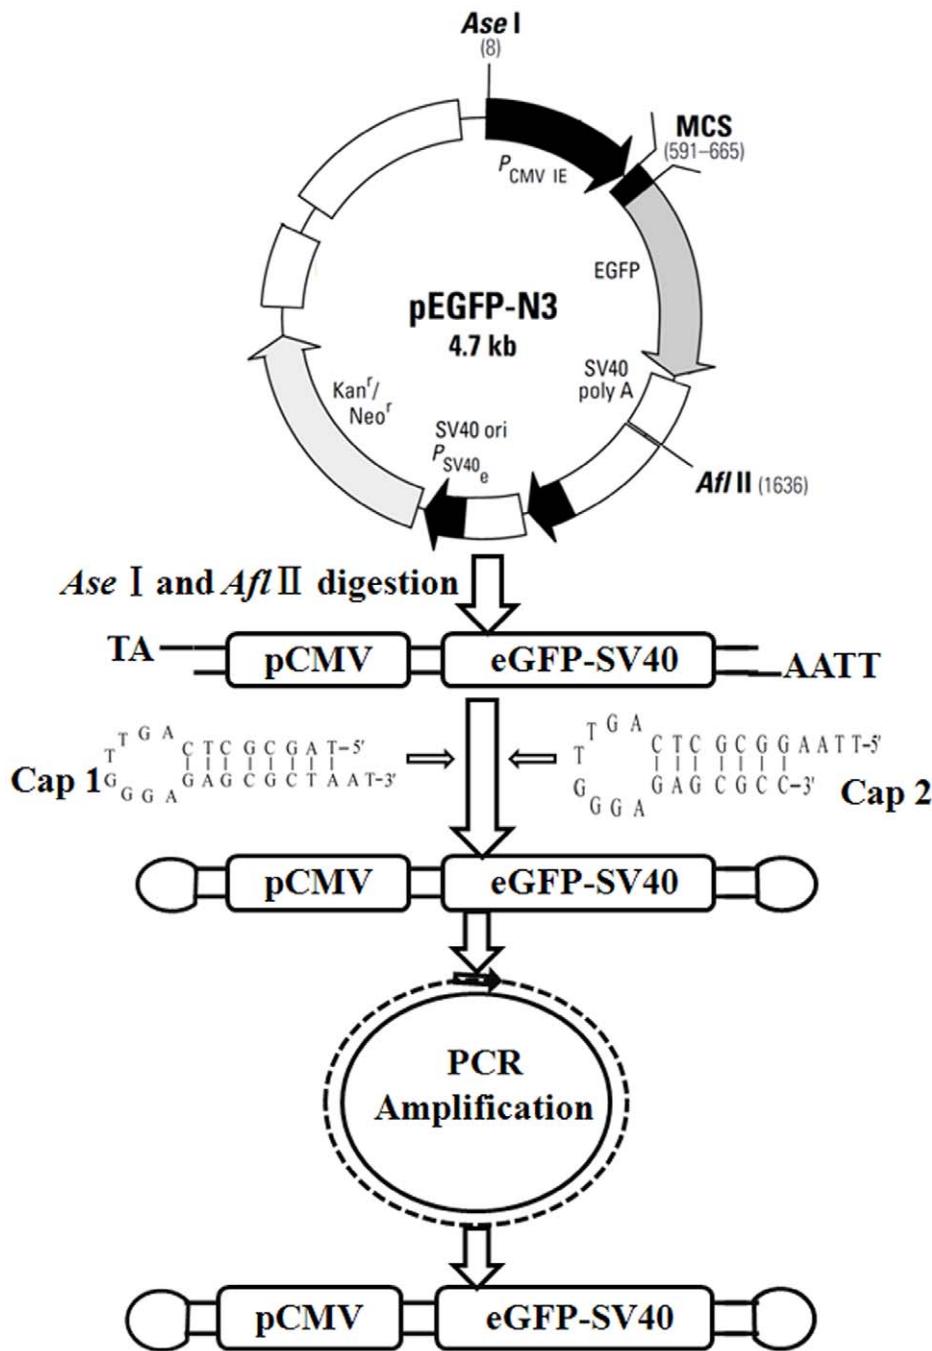 Ase I
(8)
MCS
(591–665)
PCMV IE
EGFP
pEGFP-N3
4.7 kb
SV40
poly A
Kanr/
Neor
SV40 ori
PSV40e
Afl II (1636)
Ase I and Afl II digestion
TA
pCMV
eGFP-SV40
AATT
Cap 1
G T T G A C T C G C G A T–5′
G G G A G A G C G C T A A T–3′
G T T G A C T C G C G G A A T T–5′
G G G A G A G C G C C–3′
Cap 2
pCMV
eGFP-SV40
PCR
Amplification
pCMV
eGFP-SV40